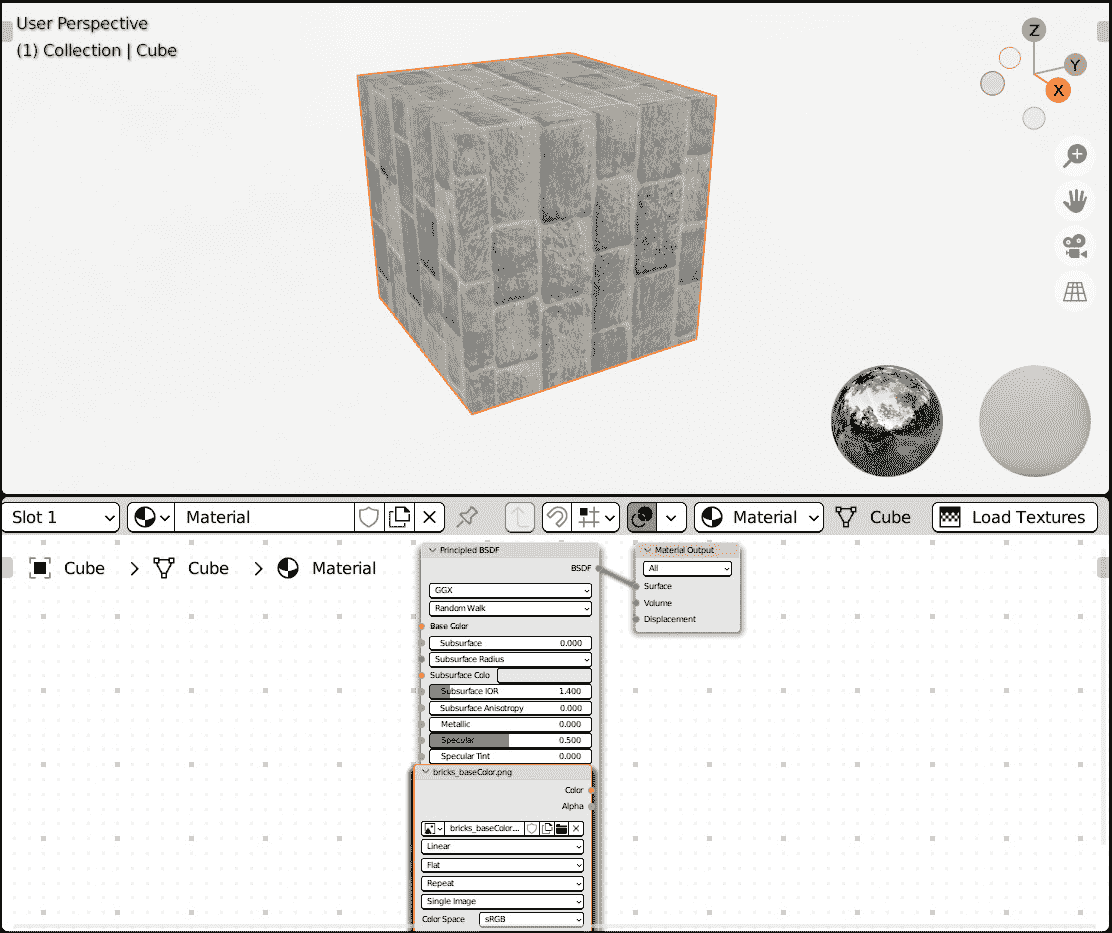 User Perspective
(1) Collection | Cube
Z
Y
X
Slot 1
Material
Material
Cube
Load Textures
Cube > Cube > Material
Principled BSDF
BSDF
GGX
Random Walk
Base Color
Subsurface 0.000
Subsurface Radius
Subsurface Colo
Subsurface IOR 1.400
Subsurface Anisotropy 0.000
Metallic 0.000
Specular 0.500
Specular Tint 0.000
Material Output
All
Surface
Volume
Displacement
bricks_baseColor.png
Color
Alpha
bricks_baseColor...
Linear
Flat
Repeat
Single Image
Color Space sRGB